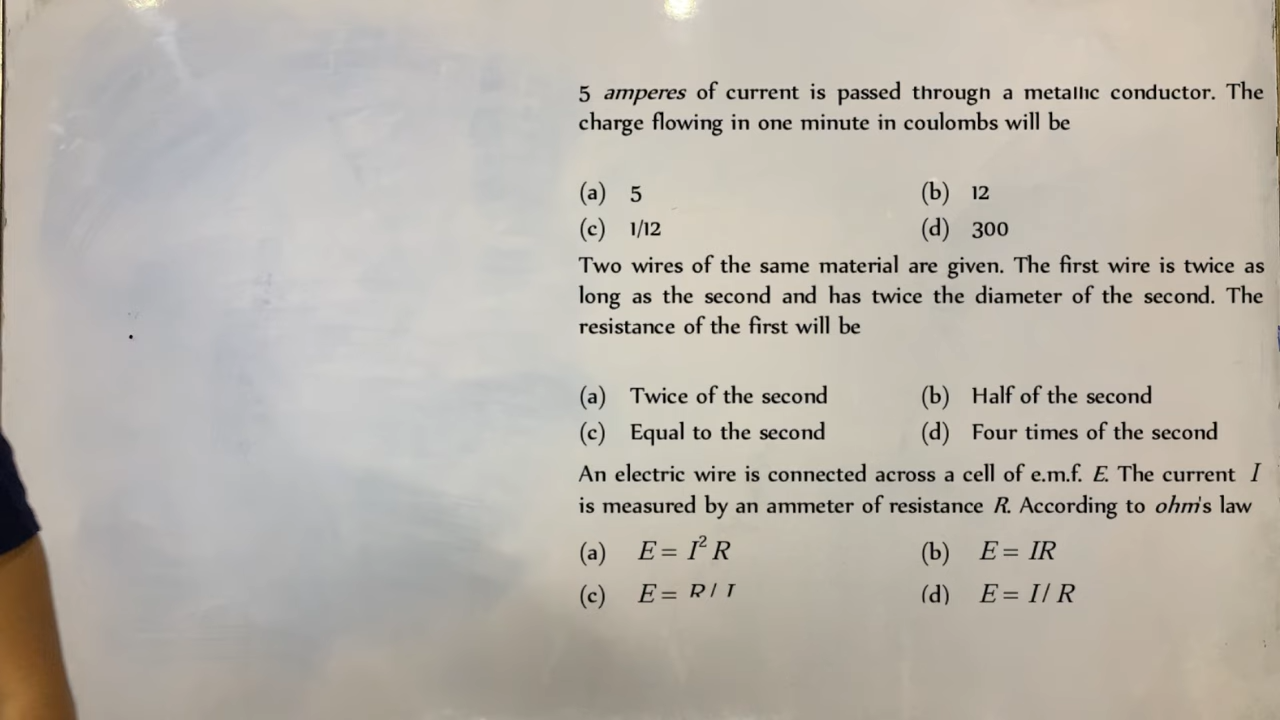 5 amperes of current is passed through a metallic conductor. The
charge flowing in one minute in coulombs will be
(a) 5 (b) 12
(c) 1/12 (d) 300
Two wires of the same material are given. The first wire is twice as
long as the second and has twice the diameter of the second. The
resistance of the first will be
(a) Twice of the second (b) Half of the second
(c) Equal to the second (d) Four times of the second
An electric wire is connected across a cell of e.m.f. E. The current I
is measured by an ammeter of resistance R. According to ohm's law
(a) E = I² R (b) E = IR
(c) E = R / I (d) E = I / R